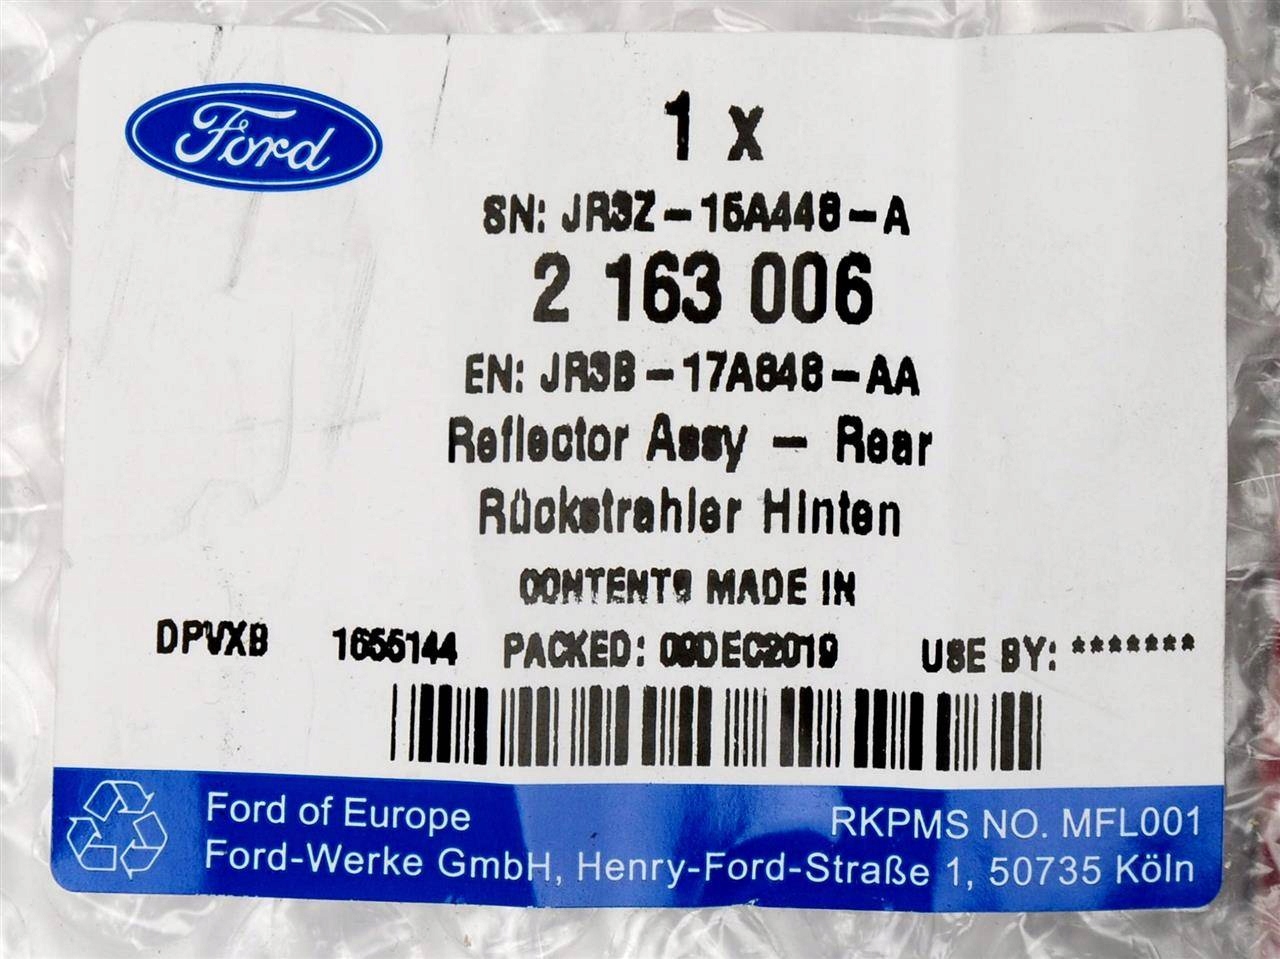 Ford
1 x
SN: JR3Z-15A448-A
2 163 006
EN: JR3B-17A848-AA
Reflector Assy - Rear
Rückstrahler Hinten
CONTENTS MADE IN
DPVXB 1655144 PACKED: 09DEC2019 USE BY: *******
Ford of Europe RKPMS NO. MFL001
Ford-Werke GmbH, Henry-Ford-Straße 1, 50735 Köln